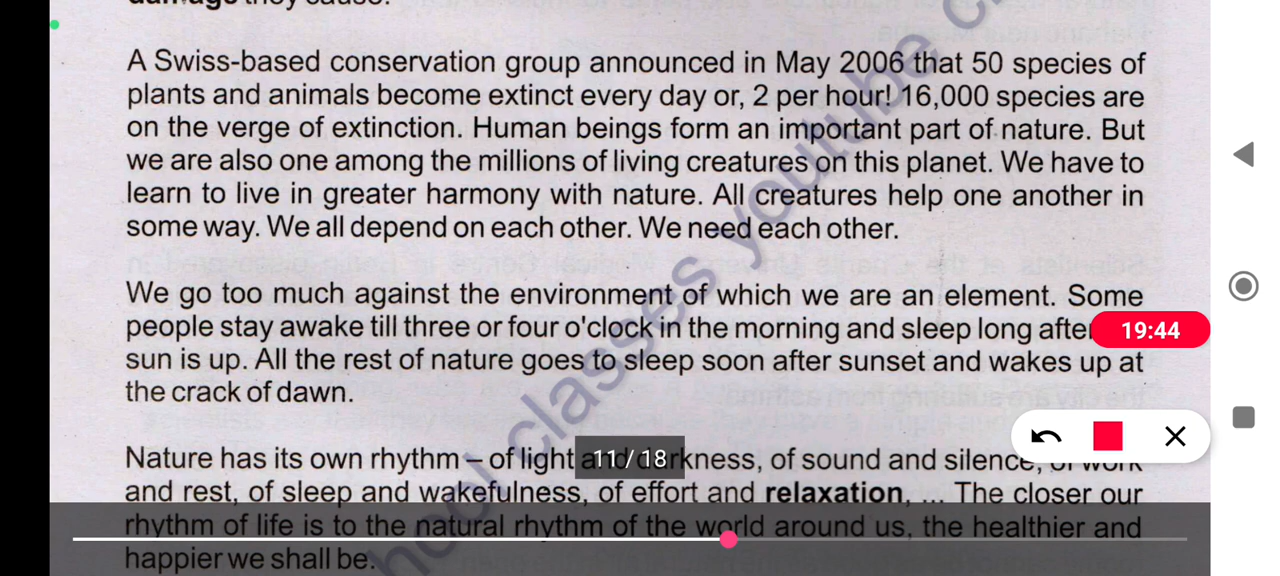 damage they cause.
A Swiss-based conservation group announced in May 2006 that 50 species of
plants and animals become extinct every day or, 2 per hour! 16,000 species are
on the verge of extinction. Human beings form an important part of nature. But
we are also one among the millions of living creatures on this planet. We have to
learn to live in greater harmony with nature. All creatures help one another in
some way. We all depend on each other. We need each other.
We go too much against the environment of which we are an element. Some
people stay awake till three or four o'clock in the morning and sleep long after
19:44
sun is up. All the rest of nature goes to sleep soon after sunset and wakes up at
the crack of dawn.
Nature has its own rhythm – of light and darkness, of sound and silence, of work
11 / 18
and rest, of sleep and wakefulness, of effort and relaxation, ... The closer our
rhythm of life is to the natural rhythm of the world around us, the healthier and
happier we shall be.
hool classes youtube c